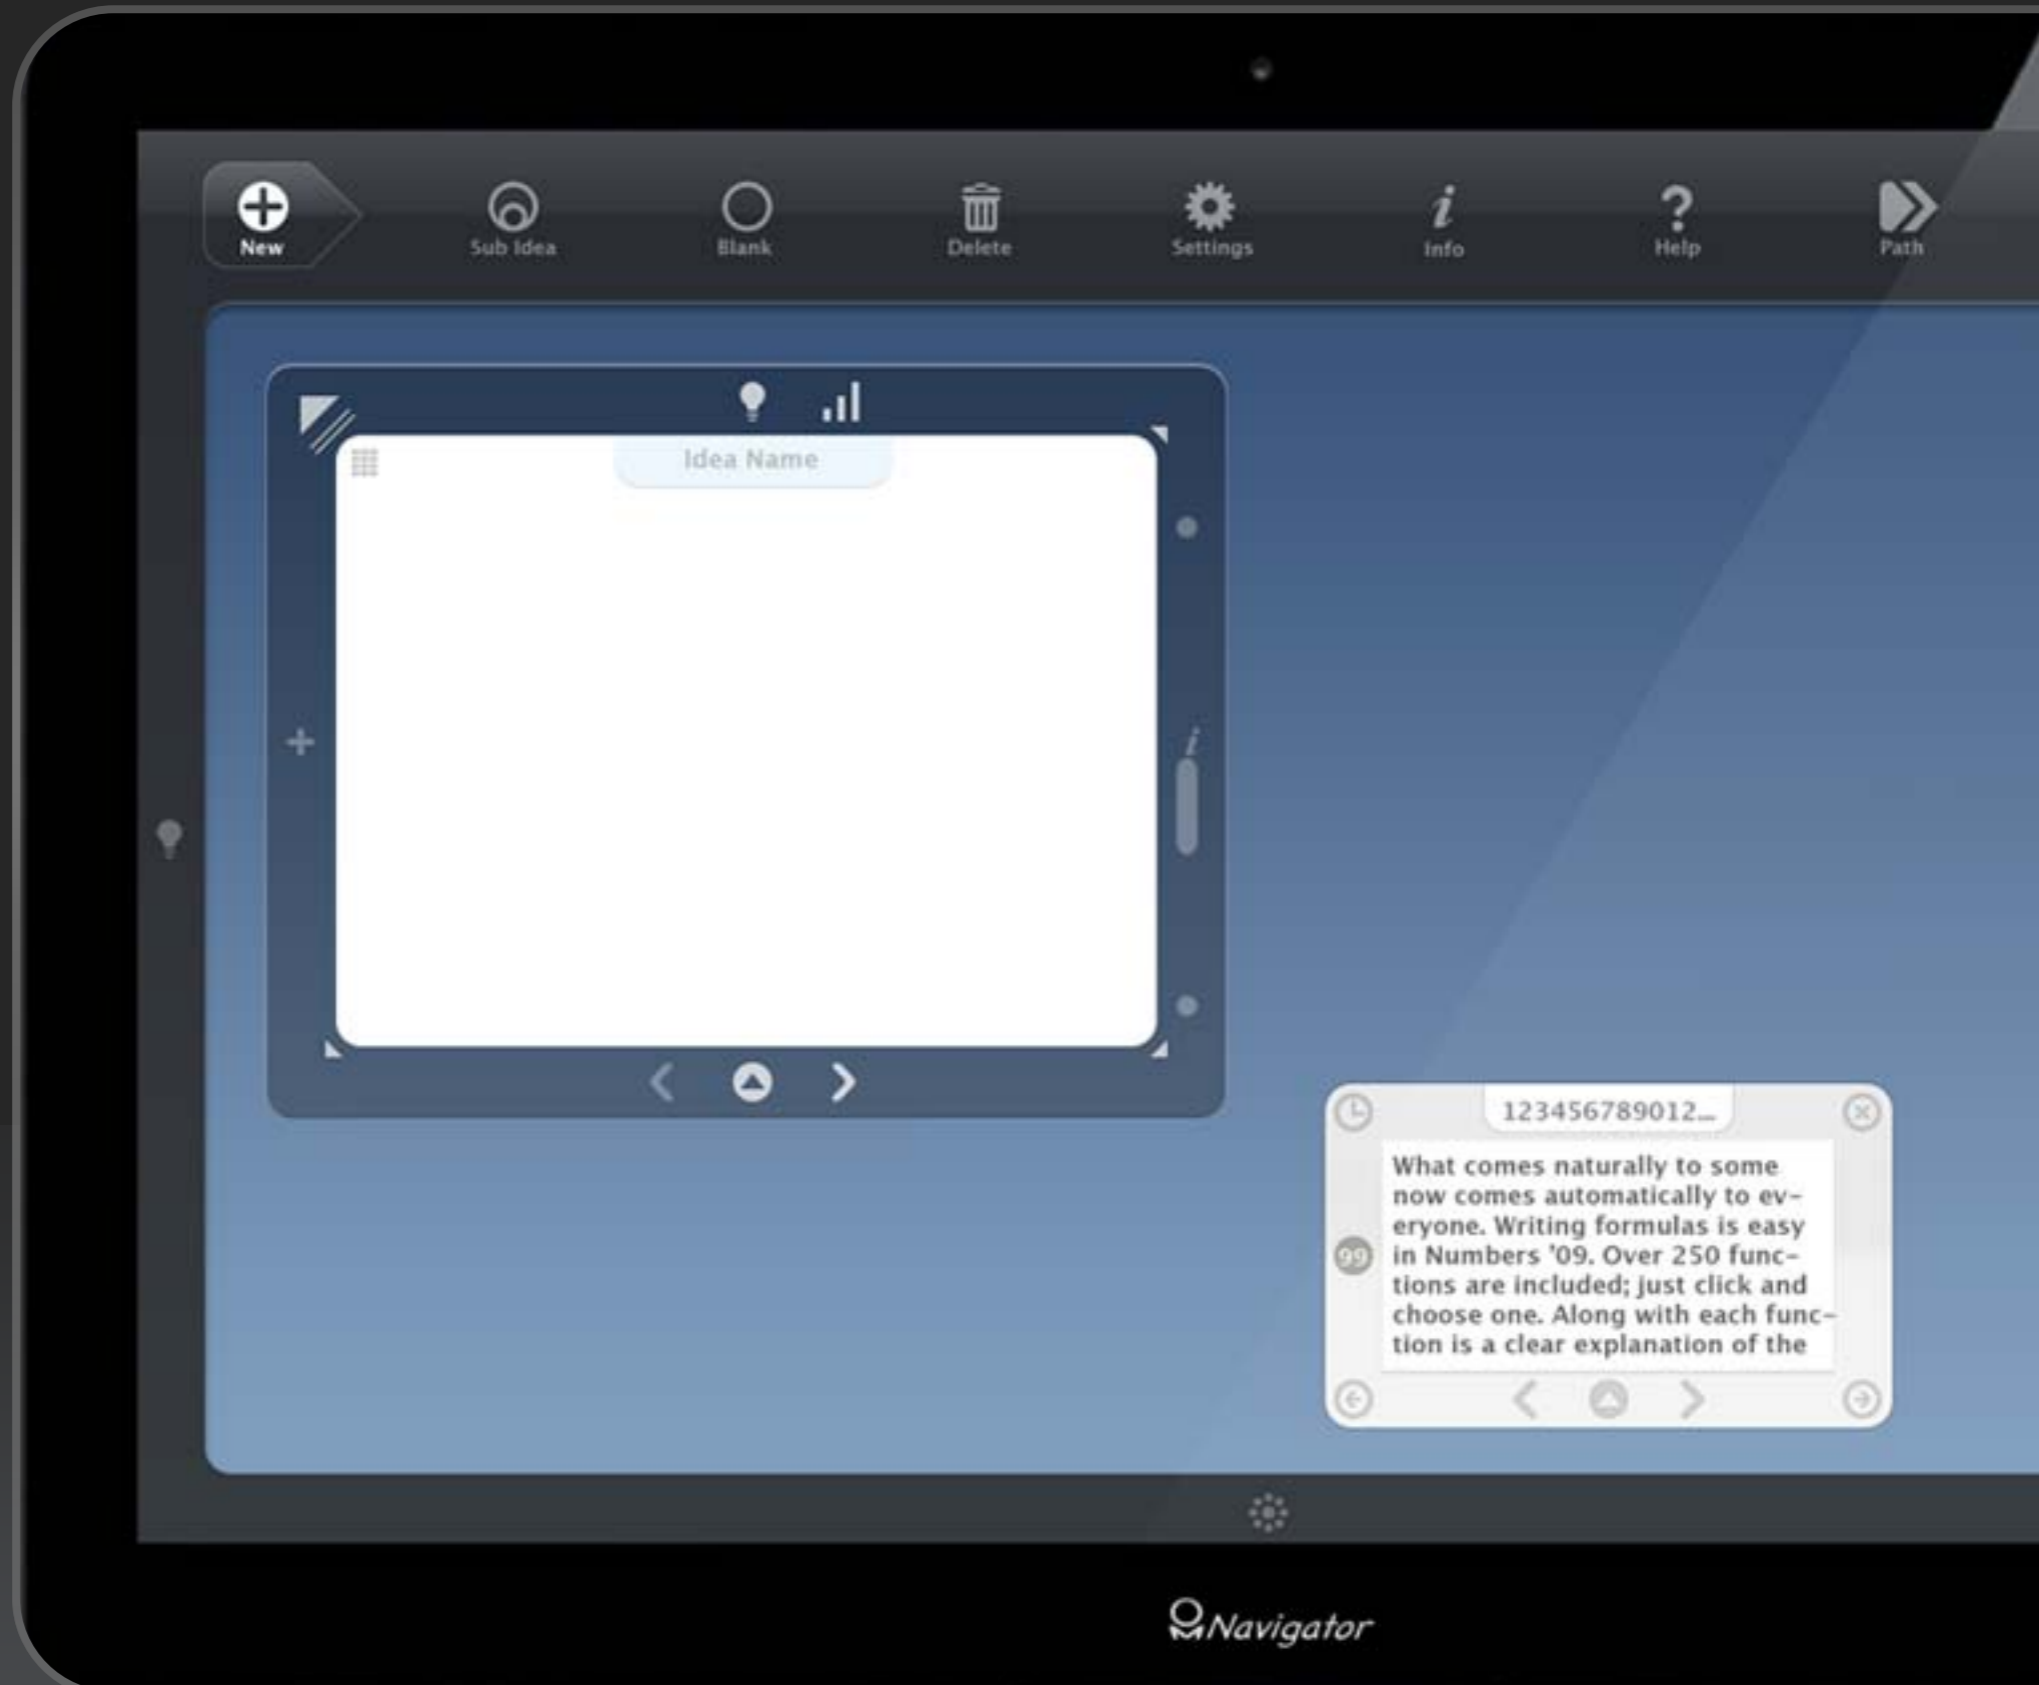 New
Sub Idea
Blank
Delete
Settings
Info
Help
Path
Idea Name
i
123456789012...
What comes naturally to some
now comes automatically to ev-
eryone. Writing formulas is easy
in Numbers '09. Over 250 func-
tions are included; just click and
choose one. Along with each func-
tion is a clear explanation of the
99
Navigator